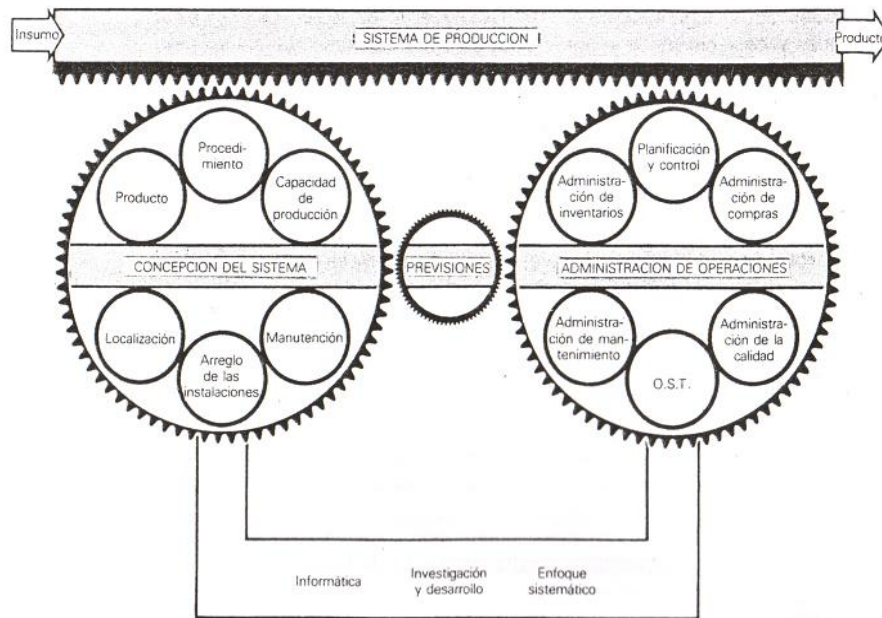 Insumo
SISTEMA DE PRODUCCION
Producto
Procedi-
miento
Producto
Capacidad
de
producción
CONCEPCION DEL SISTEMA
Localización
Manutención
Arreglo
de las
instalaciones
PREVISIONES
Planificación
y control
Administra-
ción de
inventarios
Administra-
ción de
compras
ADMINISTRACION DE OPERACIONES
Administra-
ción de man-
tenimiento
Administra-
ción de la
calidad
O.S.T.
Informática
Investigación
y desarrollo
Enfoque
sistemático